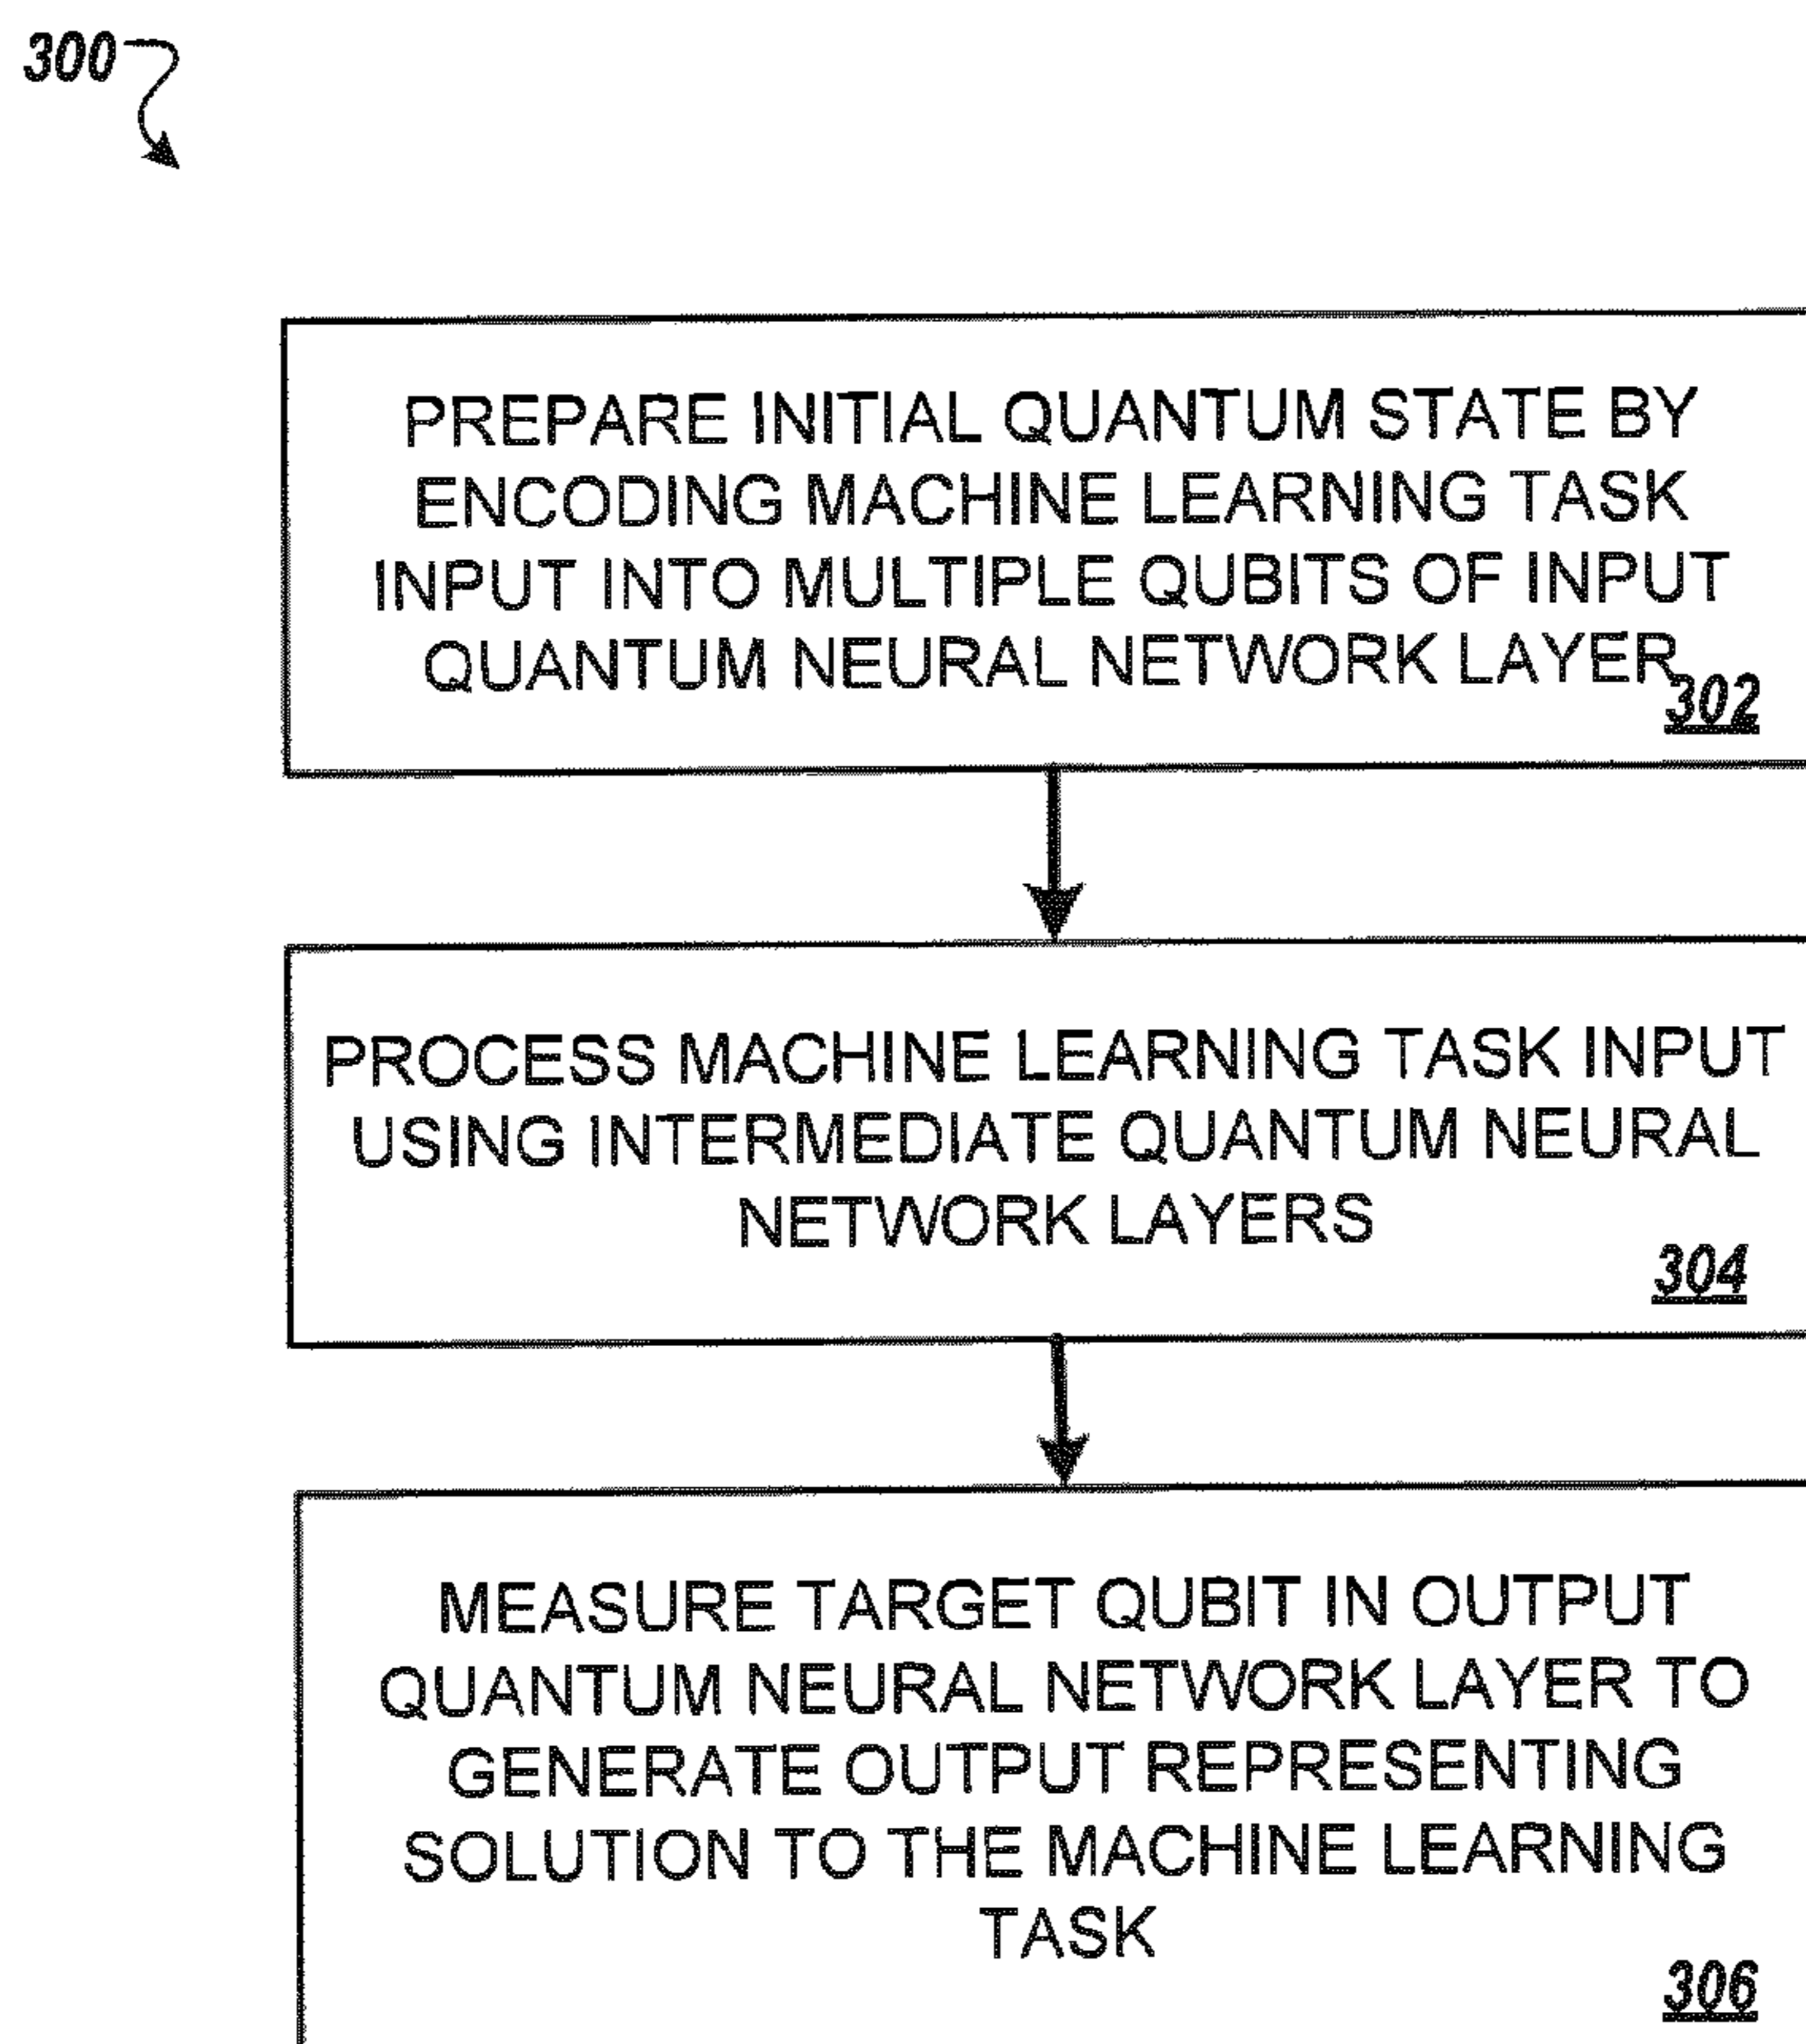 300
PREPARE INITIAL QUANTUM STATE BY
ENCODING MACHINE LEARNING TASK
INPUT INTO MULTIPLE QUBITS OF INPUT
QUANTUM NEURAL NETWORK LAYER
302
PROCESS MACHINE LEARNING TASK INPUT
USING INTERMEDIATE QUANTUM NEURAL
NETWORK LAYERS
304
MEASURE TARGET QUBIT IN OUTPUT
QUANTUM NEURAL NETWORK LAYER TO
GENERATE OUTPUT REPRESENTING
SOLUTION TO THE MACHINE LEARNING
TASK
306